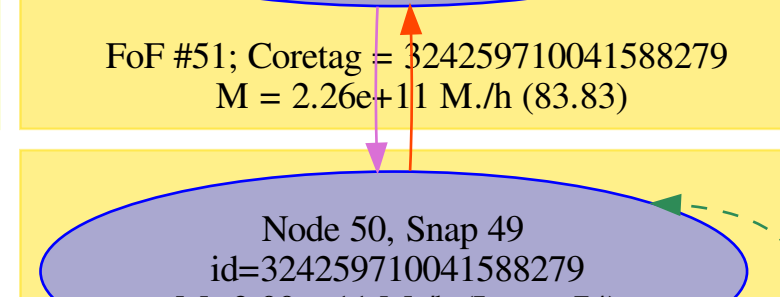 FoF #51; Coretag = 324259710041588279
M = 2.26e+11 M./h (83.83)
Node 50, Snap 49
id=324259710041588279